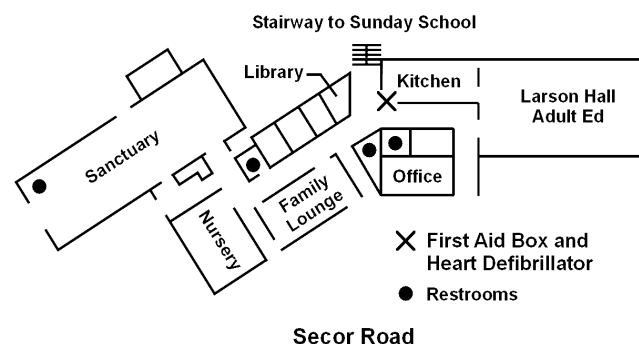 Stairway to Sunday School
Library
Kitchen
Larson Hall
Adult Ed
Sanctuary
Office
Family
Lounge
Nursery
First Aid Box and
Heart Defibrillator
Restrooms
Secor Road